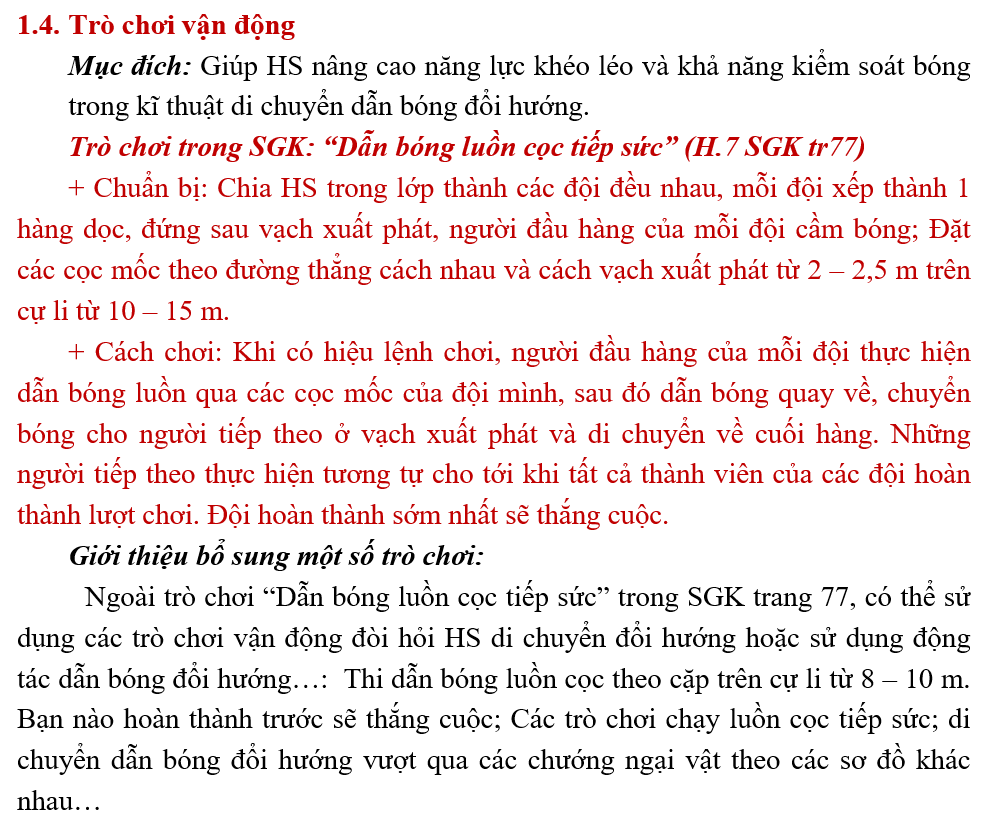 1.4. Trò chơi vận động
Mục đích: Giúp HS nâng cao năng lực khéo léo và khả năng kiểm soát bóng
trong kĩ thuật di chuyển dẫn bóng đổi hướng.
Trò chơi trong SGK: “Dẫn bóng luồn cọc tiếp sức” (H.7 SGK tr77)
+ Chuẩn bị: Chia HS trong lớp thành các đội đều nhau, mỗi đội xếp thành 1
hàng dọc, đứng sau vạch xuất phát, người đầu hàng của mỗi đội cầm bóng; Đặt
các cọc mốc theo đường thẳng cách nhau và cách vạch xuất phát từ 2 – 2,5 m trên
cự li từ 10 – 15 m.
+ Cách chơi: Khi có hiệu lệnh chơi, người đầu hàng của mỗi đội thực hiện
dẫn bóng luồn qua các cọc mốc của đội mình, sau đó dẫn bóng quay về, chuyển
bóng cho người tiếp theo ở vạch xuất phát và di chuyển về cuối hàng. Những
người tiếp theo thực hiện tương tự cho tới khi tất cả thành viên của các đội hoàn
thành lượt chơi. Đội hoàn thành sớm nhất sẽ thắng cuộc.
Giới thiệu bổ sung một số trò chơi:
Ngoài trò chơi “Dẫn bóng luồn cọc tiếp sức” trong SGK trang 77, có thể sử
dụng các trò chơi vận động đòi hỏi HS di chuyển đổi hướng hoặc sử dụng động
tác dẫn bóng đổi hướng…: Thi dẫn bóng luồn cọc theo cặp trên cự li từ 8 – 10 m.
Bạn nào hoàn thành trước sẽ thắng cuộc; Các trò chơi chạy luồn cọc tiếp sức; di
chuyển dẫn bóng đổi hướng vượt qua các chướng ngại vật theo các sơ đồ khác
nhau…